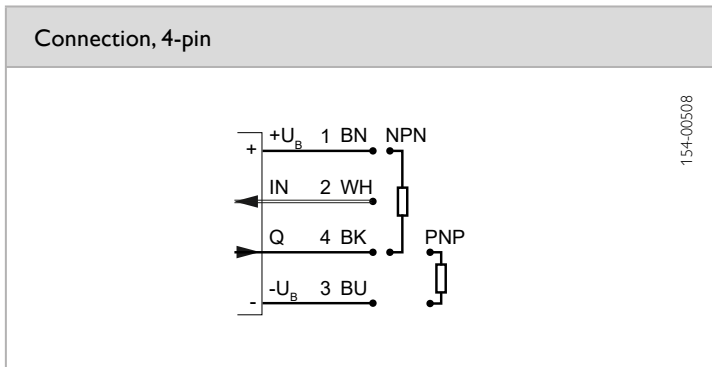 Connection, 4-pin
154-00508
+ +U_B 1 BN NPN
IN 2 WH
Q 4 BK PNP
- -U_B 3 BU